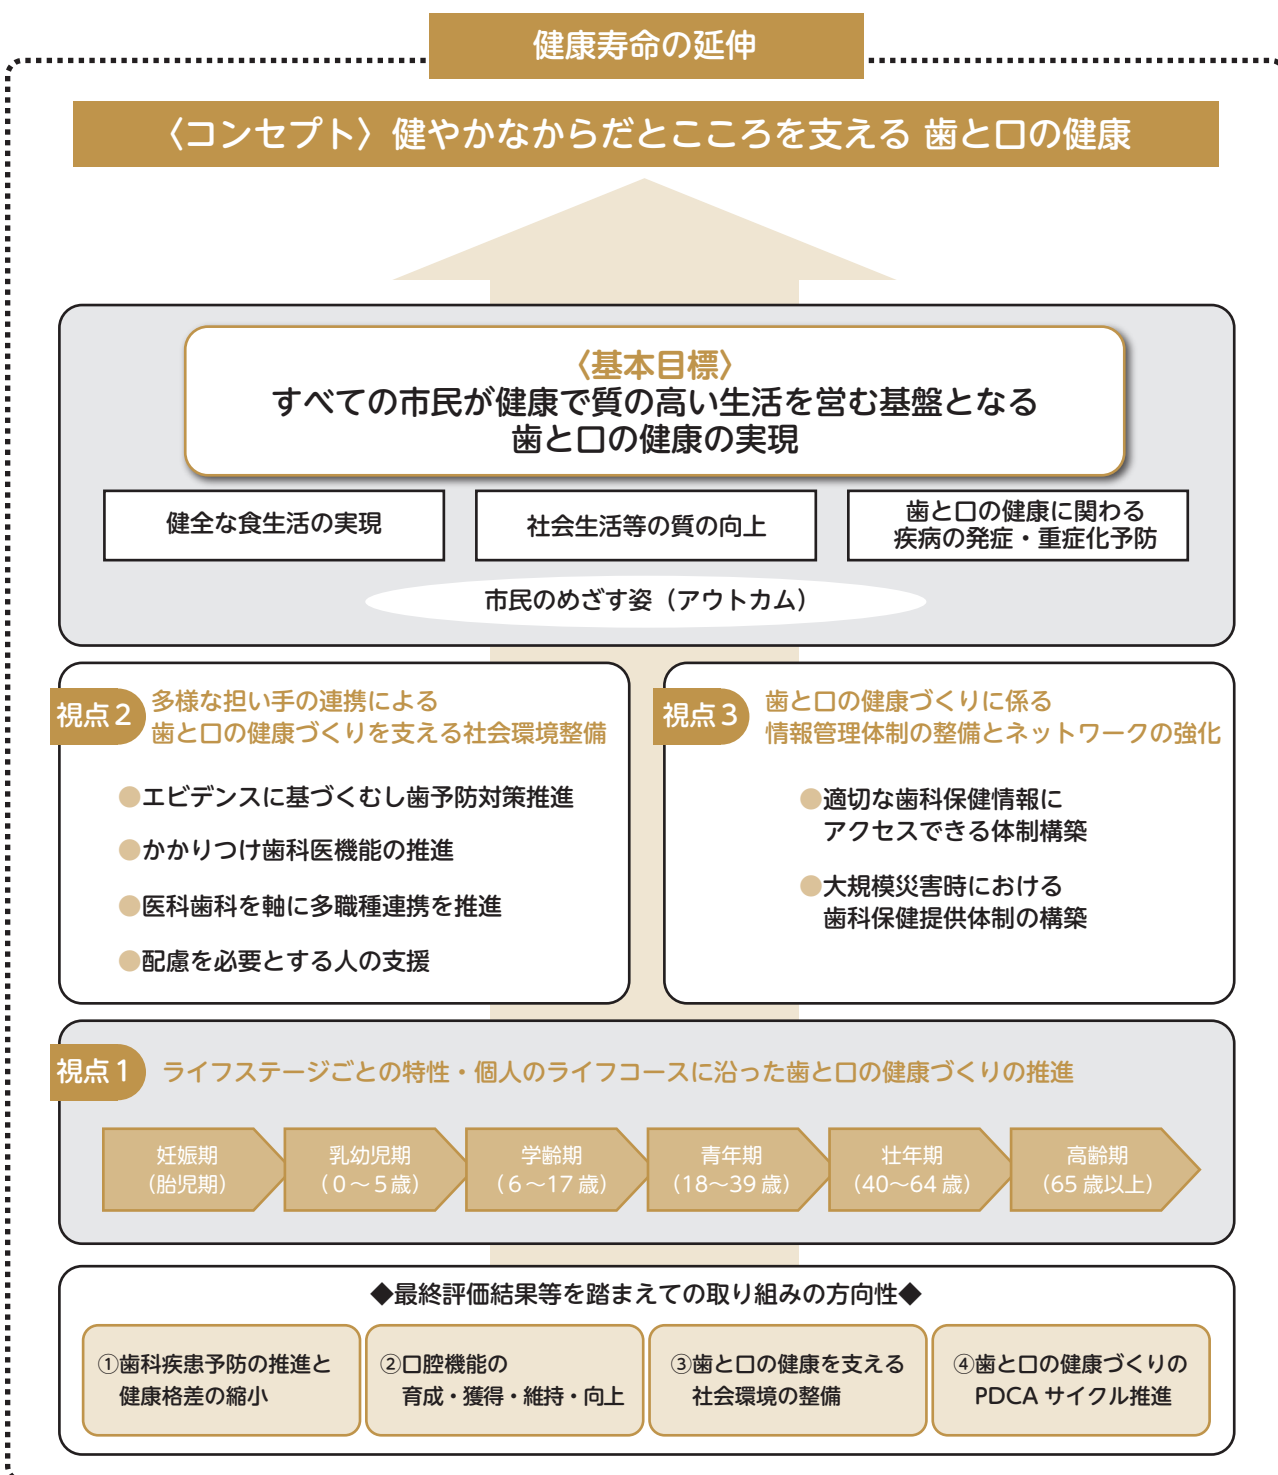 健康寿命の延伸
〈コンセプト〉健やかなからだとこころを支える 歯と口の健康
〈基本目標〉
すべての市民が健康で質の高い生活を営む基盤となる
歯と口の健康の実現
健全な食生活の実現
社会生活等の質の向上
歯と口の健康に関わる
疾病の発症・重症化予防
市民のめざす姿（アウトカム）
視点2
多様な担い手の連携による
歯と口の健康づくりを支える社会環境整備
●エビデンスに基づくむし歯予防対策推進
●かかりつけ歯科医機能の推進
●医科歯科を軸に多職種連携を推進
●配慮を必要とする人の支援
視点3
歯と口の健康づくりに係る
情報管理体制の整備とネットワークの強化
●適切な歯科保健情報に
アクセスできる体制構築
●大規模災害時における
歯科保健提供体制の構築
視点1
ライフステージごとの特性・個人のライフコースに沿った歯と口の健康づくりの推進
妊娠期
（胎児期）
乳幼児期
（0～5歳）
学齢期
（6～17歳）
青年期
（18～39歳）
壮年期
（40～64歳）
高齢期
（65歳以上）
◆最終評価結果等を踏まえての取り組みの方向性◆
①歯科疾患予防の推進と
健康格差の縮小
②口腔機能の
育成・獲得・維持・向上
③歯と口の健康を支える
社会環境の整備
④歯と口の健康づくりの
PDCAサイクル推進